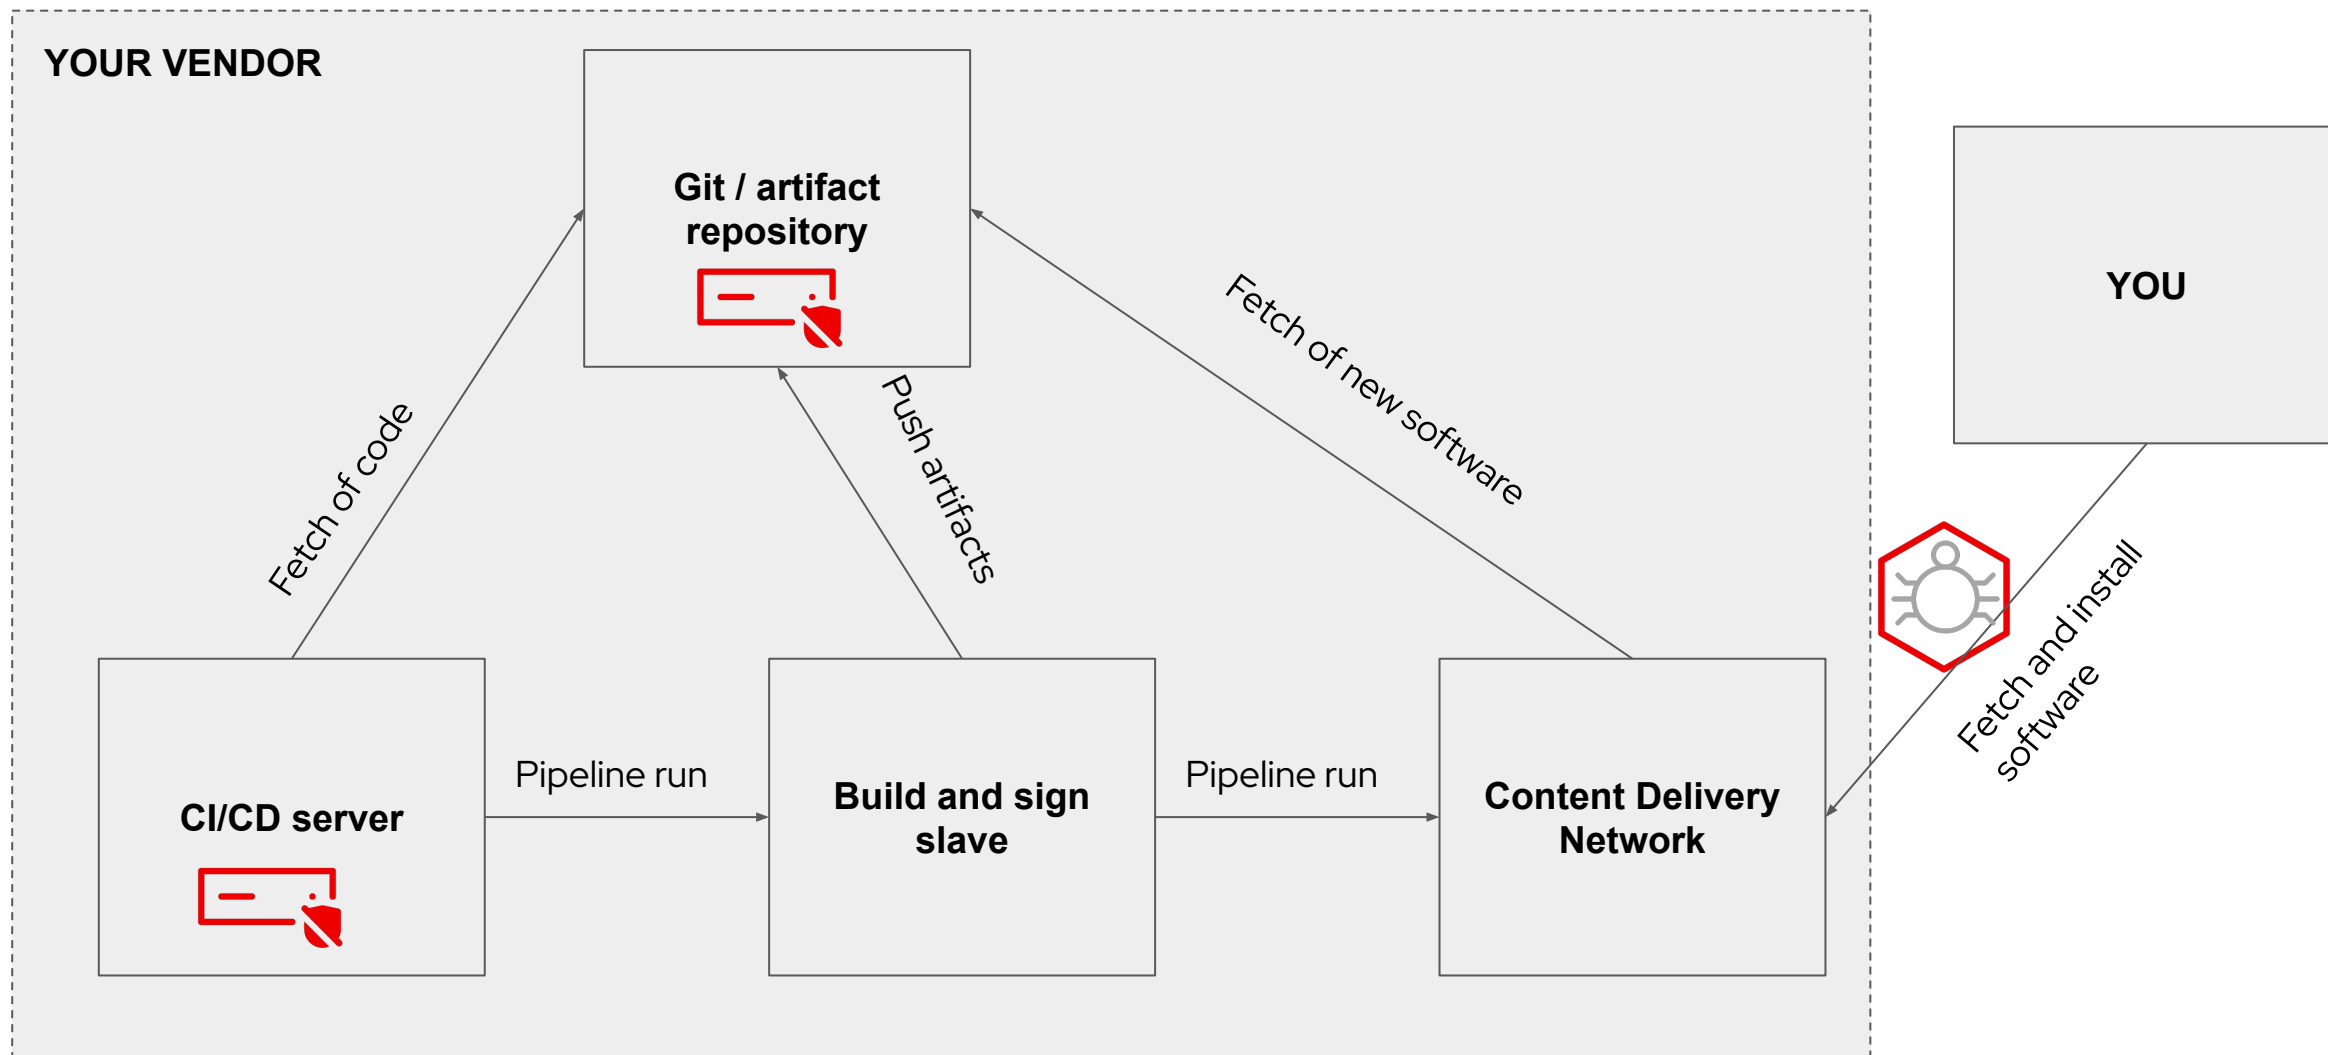 YOUR VENDOR
Git / artifact
repository
YOU
Fetch of code
Push artifacts
Fetch of new software
Fetch and install
software
CI/CD server
Pipeline run
Build and sign
slave
Pipeline run
Content Delivery
Network